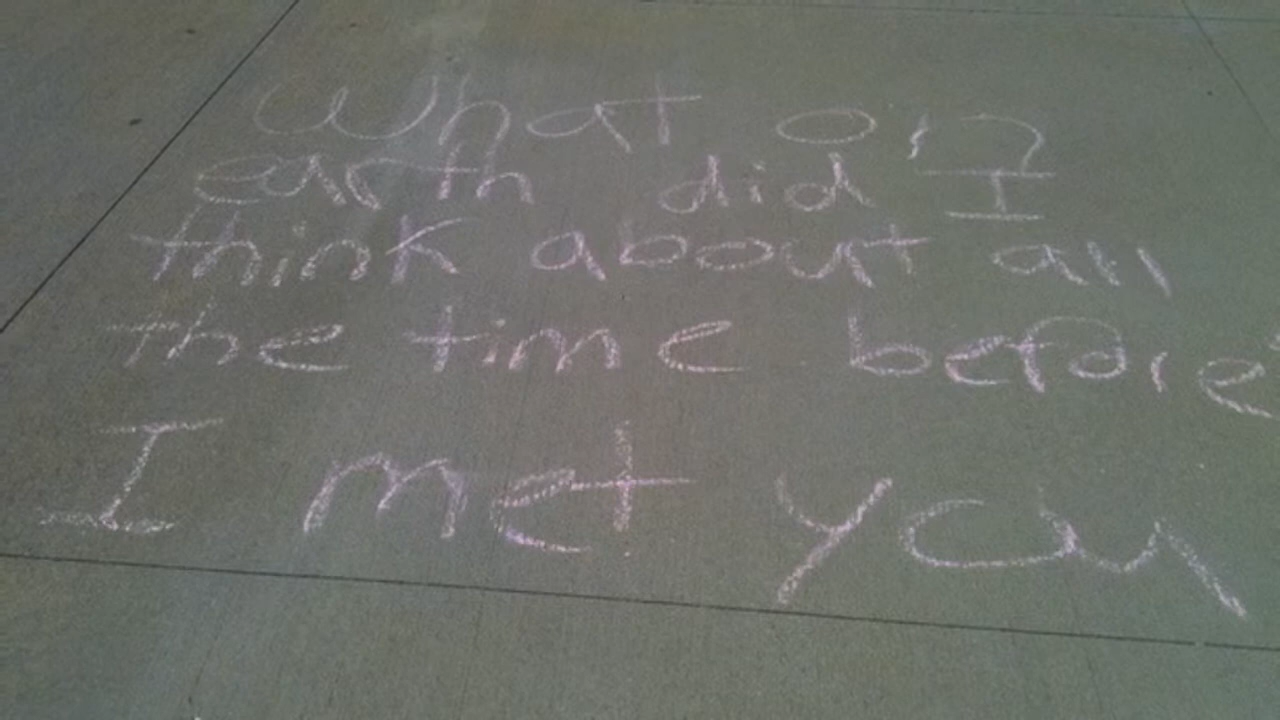 What on
earth did I
think about all
the time before
I met you